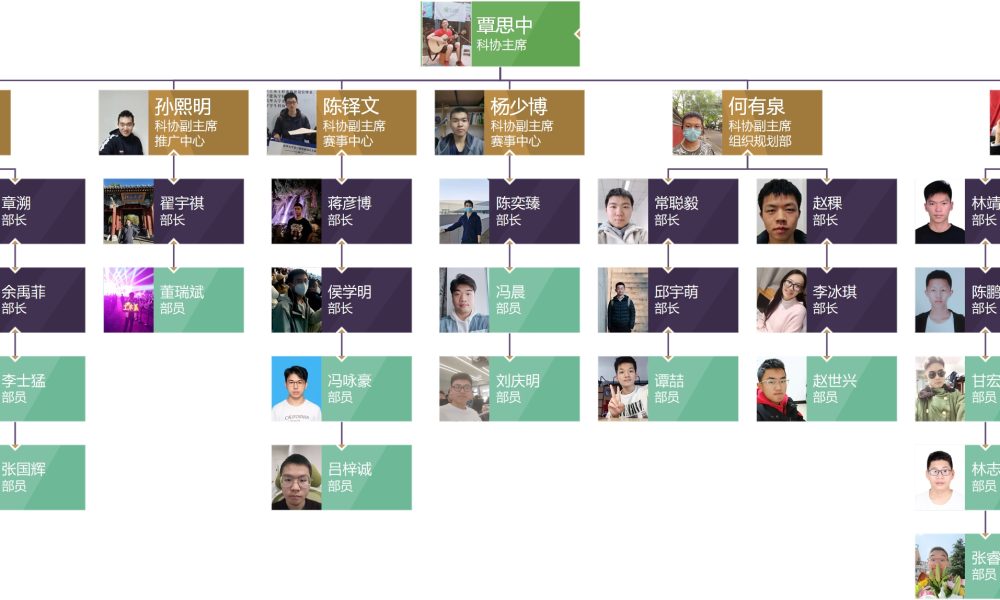 覃思中
科协主席
孙熙明
科协副主席
推广中心
陈铎文
科协副主席
赛事中心
杨少博
科协副主席
赛事中心
何有泉
科协副主席
组织规划部
章溯
部长
翟宇祺
部长
蒋彦博
部长
陈奕臻
部长
常聪毅
部长
赵稞
部长
林靖
部长
余禹菲
部长
董瑞斌
部员
侯学明
部长
冯晨
部员
邱宇萌
部长
李冰琪
部长
陈鹏
部长
李士猛
部员
冯咏豪
部员
刘庆明
部员
谭喆
部员
赵世兴
部员
甘宏
部员
张国辉
部员
吕梓诚
部员
林志
部员
张睿
部员